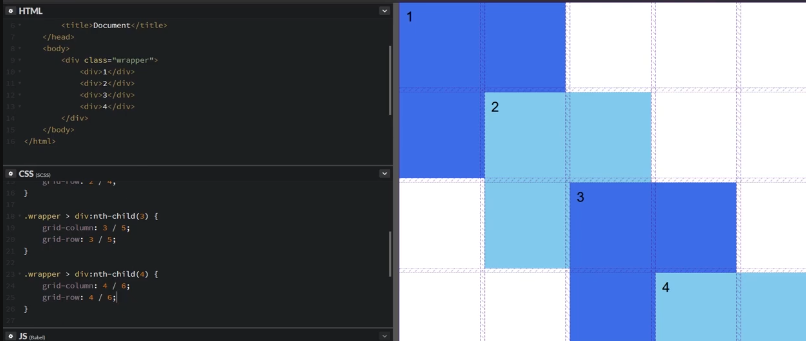 HTML
<title>Document</title>
</head>
<body>
<div class="wrapper">
<div>1</div>
<div>2</div>
<div>3</div>
<div>4</div>
</div>
</body>
</html>
CSS (SCSS)
grid-row: 2 / 4;
}
.wrapper > div:nth-child(3) {
grid-column: 3 / 5;
grid-row: 3 / 5;
}
.wrapper > div:nth-child(4) {
grid-column: 4 / 6;
grid-row: 4 / 6;
}
JS (Babel)
1
2
3
4